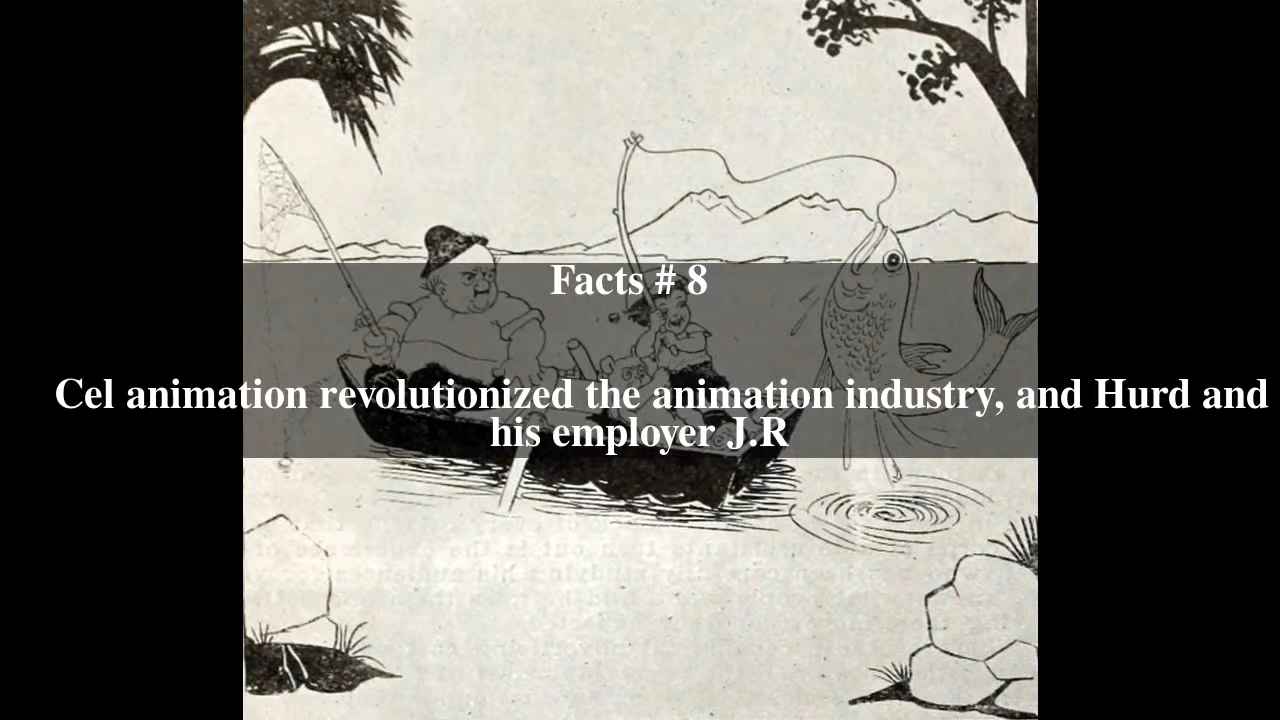 Facts # 8
Cel animation revolutionized the animation industry, and Hurd and
his employer J.R